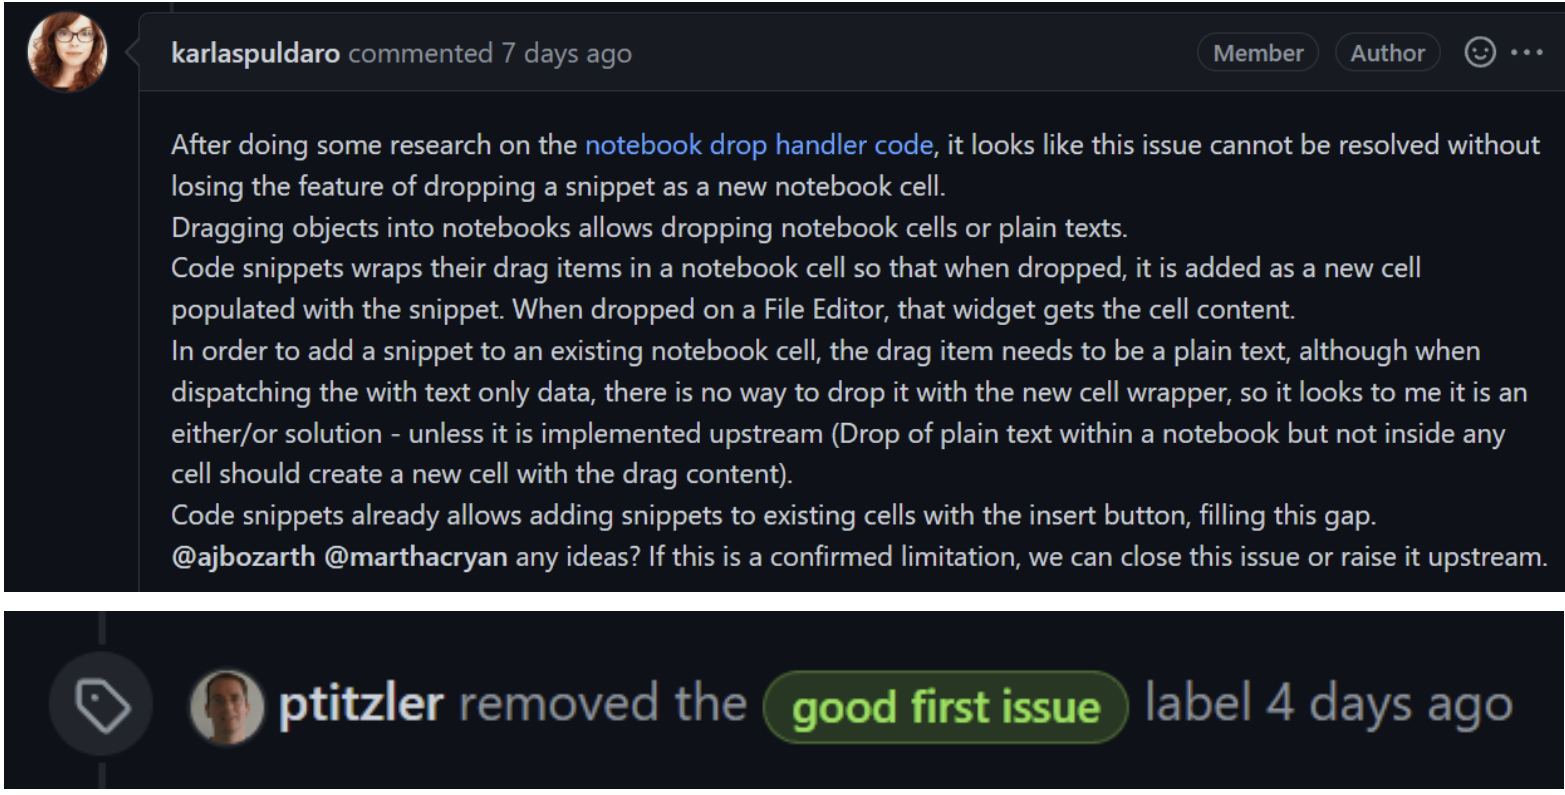 karlaspuldaro commented 7 days ago Member Author
After doing some research on the notebook drop handler code, it looks like this issue cannot be resolved without
losing the feature of dropping a snippet as a new notebook cell.
Dragging objects into notebooks allows dropping notebook cells or plain texts.
Code snippets wraps their drag items in a notebook cell so that when dropped, it is added as a new cell
populated with the snippet. When dropped on a File Editor, that widget gets the cell content.
In order to add a snippet to an existing notebook cell, the drag item needs to be a plain text, although when
dispatching the with text only data, there is no way to drop it with the new cell wrapper, so it looks to me it is an
either/or solution - unless it is implemented upstream (Drop of plain text within a notebook but not inside any
cell should create a new cell with the drag content).
Code snippets already allows adding snippets to existing cells with the insert button, filling this gap.
@ajbozarth @marthacryan any ideas? If this is a confirmed limitation, we can close this issue or raise it upstream.
ptitzler removed the good first issue label 4 days ago